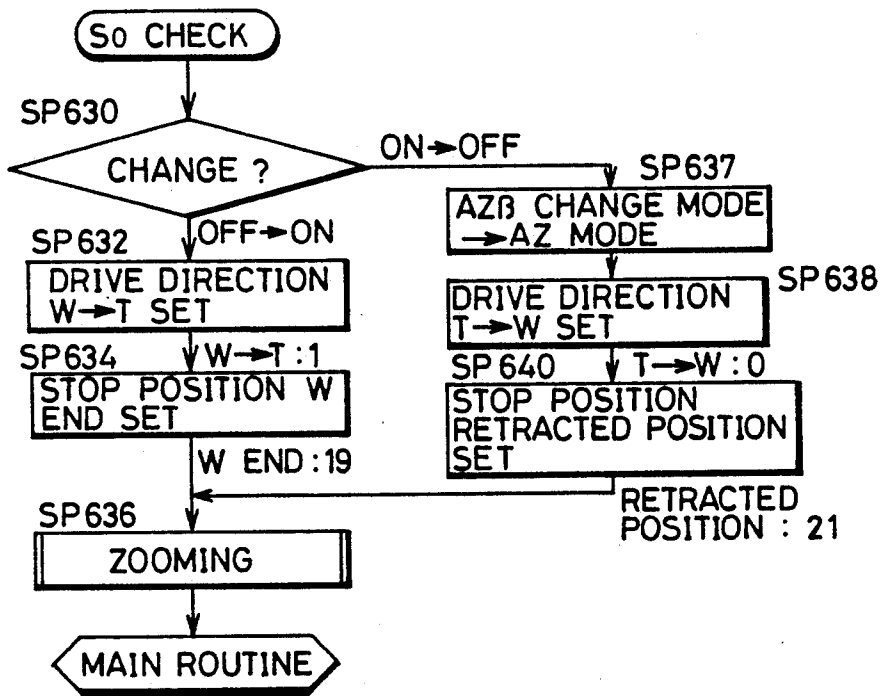 So CHECK
SP630
CHANGE ?
ON→OFF
SP637
AZβ CHANGE MODE
→AZ MODE
OFF→ON
SP632
DRIVE DIRECTION
W→T SET
SP638
DRIVE DIRECTION
T→W SET
SP634
W→T:1
STOP POSITION W
END SET
SP640
T→W:0
STOP POSITION
RETRACTED POSITION
SET
W END:19
RETRACTED
POSITION : 21
SP636
ZOOMING
MAIN ROUTINE